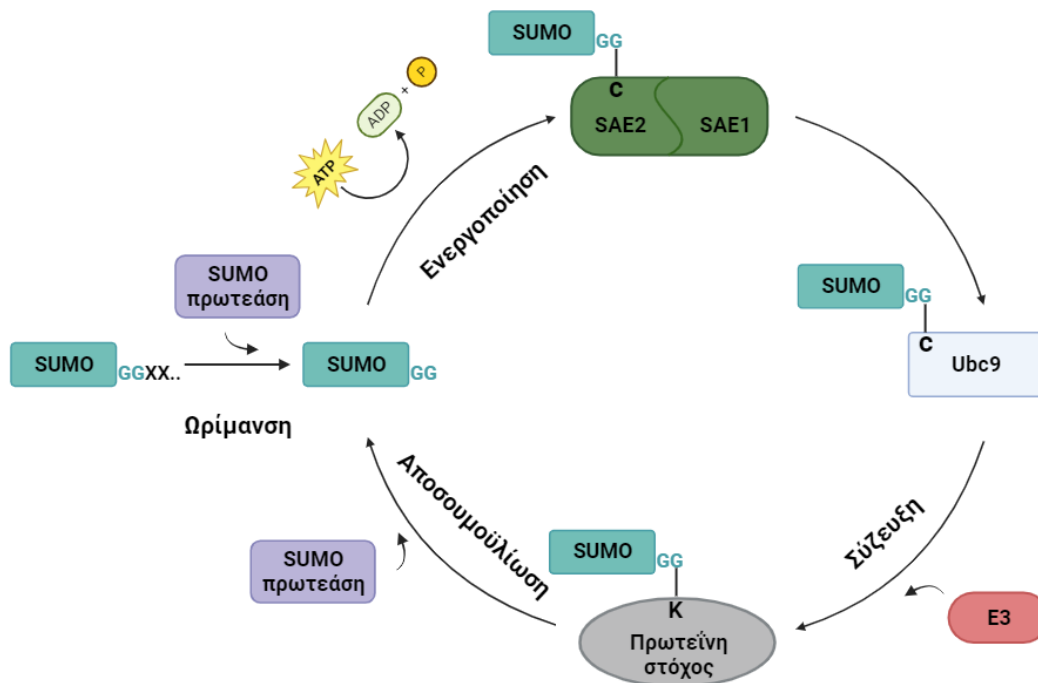 SUMO
GG
C
SAE2
SAE1
P
+
ADP
ATP
Ενεργοποίηση
SUMO
πρωτεάση
SUMO
GGXX..
SUMO
GG
Ωρίμανση
SUMO
GG
C
Ubc9
Αποσουμοϋλίωση
Σύζευξη
SUMO
πρωτεάση
SUMO
GG
K
Πρωτεΐνη
στόχος
E3